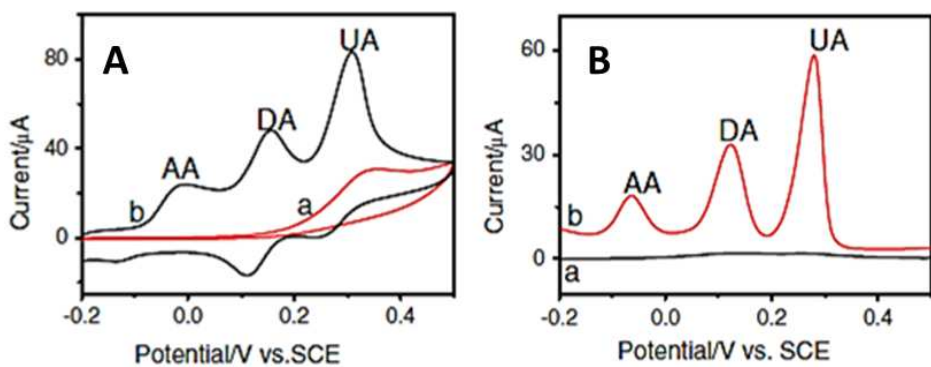 A
UA
DA
AA
b
a
80
40
0
Current/µA
-0.2
0.0
0.2
0.4
Potential/V vs.SCE
B
UA
DA
AA
b
a
60
30
0
Current/µA
-0.2
0.0
0.2
0.4
Potential/V vs. SCE